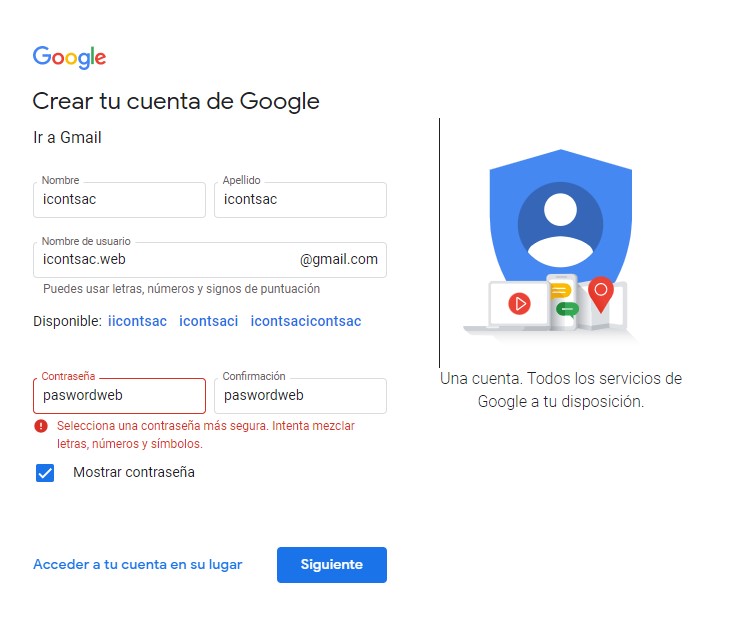 Google
Crear tu cuenta de Google
Ir a Gmail
Nombre
Apellido
icontsac
icontsac
Nombre de usuario
icontsac.web @gmail.com
Puedes usar letras, números y signos de puntuación
Disponible: iicontsac icontsaci icontsacicontsac
Contraseña
Confirmación
paswordweb
paswordweb
Selecciona una contraseña más segura. Intenta mezclar
letras, números y símbolos.
Mostrar contraseña
Acceder a tu cuenta en su lugar
Siguiente
Una cuenta. Todos los servicios de
Google a tu disposición.